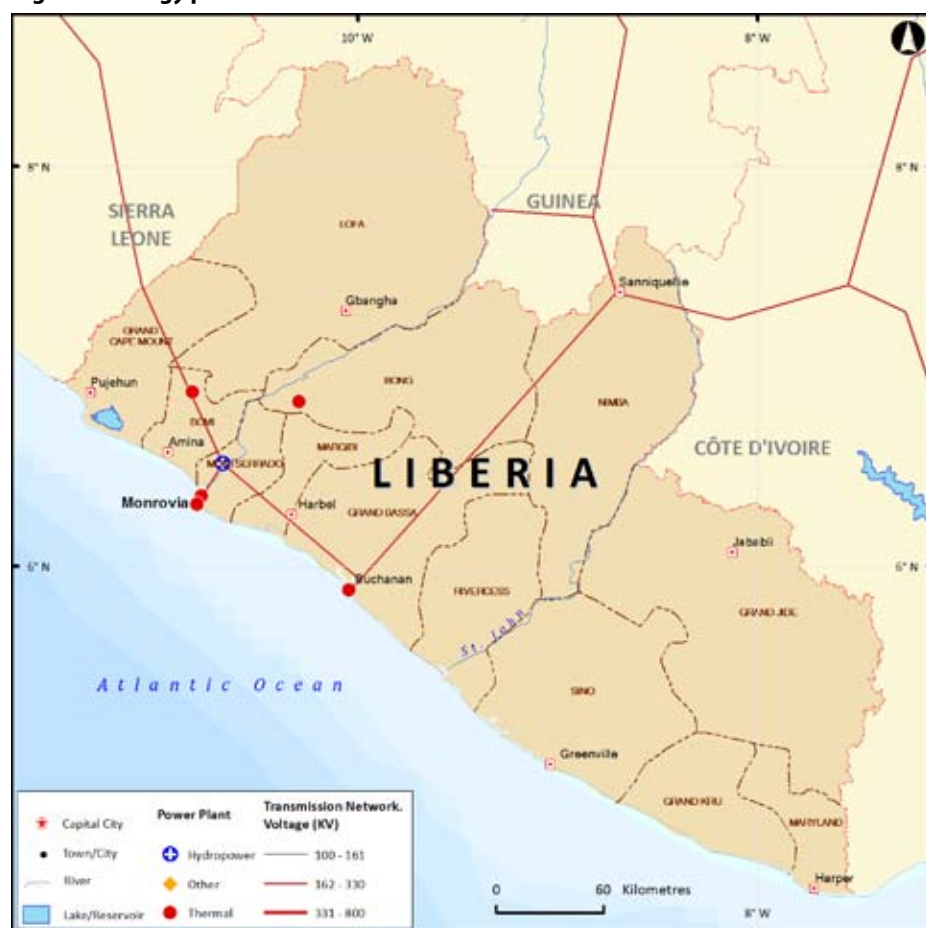 10° W
8° W
8° N
8° N
SIERRA
LEONE
GUINEA
LOFA
Sanniquellie
Gbangha
GRAND
CAPE MOUNT
BONG
Pujehun
NIMBA
BOMI
CÔTE D'IVOIRE
Amina
MONTSERRADO
MARGIBI
LIBERIA
Monrovia
Harbel
GRAND BASSA
Jababli
6° N
6° N
Buchanan
RIVERCESS
GRAND JIDE
St. John
Atlantic Ocean
SINO
Greenville
GRAND KRU
MARYLAND
Harper
8° W
Capital City
Town/City
River
Lake/Reservoir
Power Plant
Hydropower
Other
Thermal
Transmission Network.
Voltage (KV)
100 - 161
162 - 330
331 - 800
0 60 Kilometres